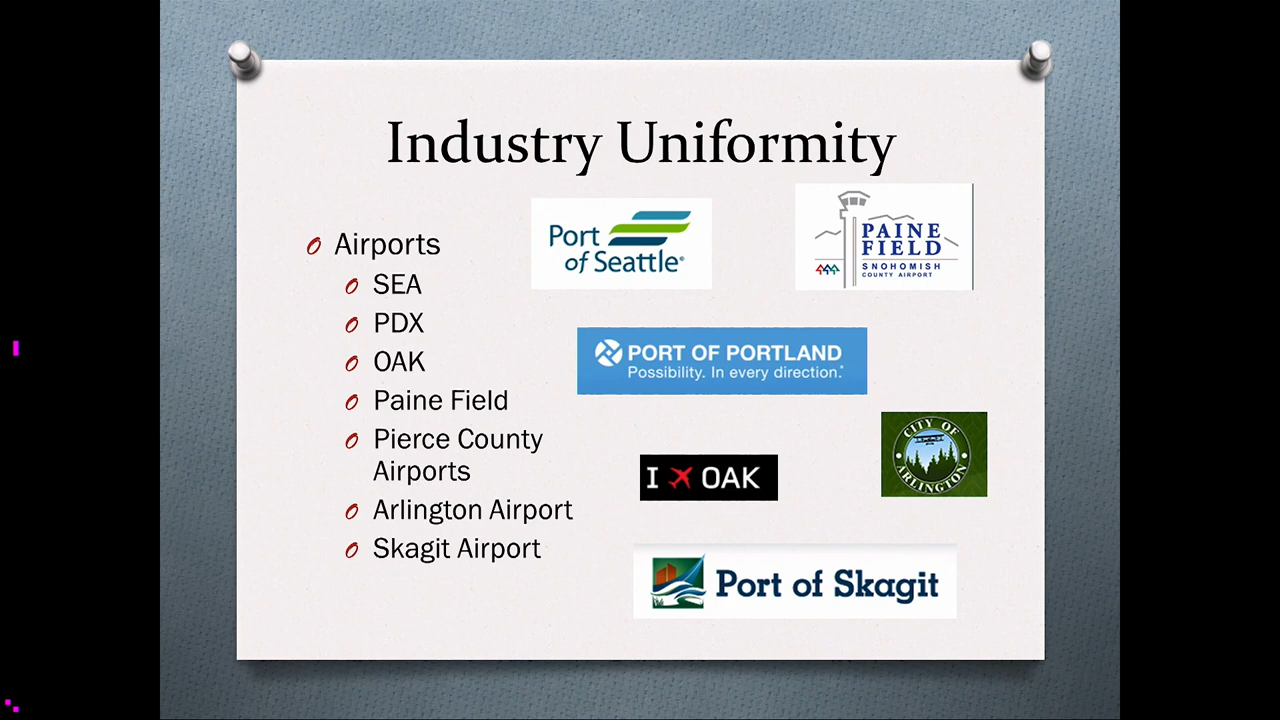 Industry Uniformity
Airports
SEA
PDX
OAK
Paine Field
Pierce County
Airports
Arlington Airport
Skagit Airport
Port
of Seattle®
PAINE
FIELD
SNOHOMISH
COUNTY AIRPORT
PORT OF PORTLAND
Possibility. In every direction.
CITY OF
ARLINGTON
I OAK
Port of Skagit